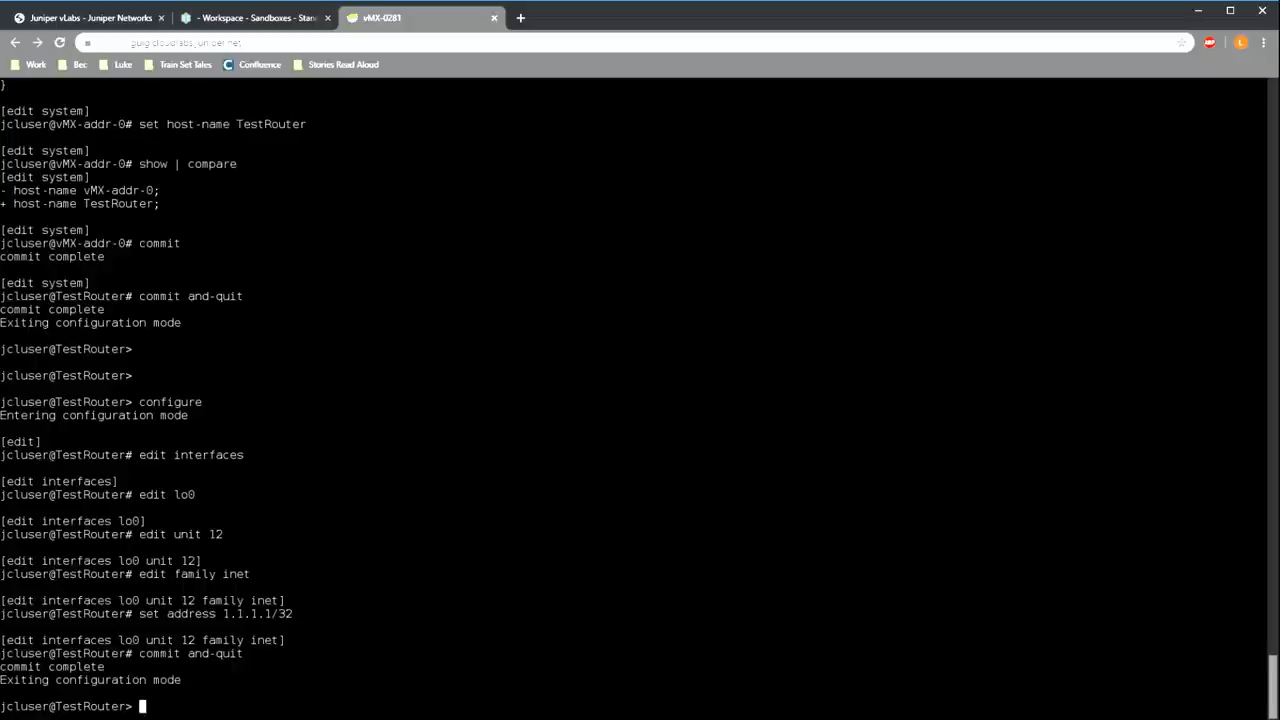 Juniper vLabs - Juniper Networks
- Workspace - Sandboxes - Stan
vMX-0281
Work
Bec
Luke
Train Set Tales
Confluence
Stories Read Aloud
}
[edit system]
jcluser@vMX-addr-0# set host-name TestRouter
[edit system]
jcluser@vMX-addr-0# show | compare
[edit system]
- host-name vMX-addr-0;
+ host-name TestRouter;
[edit system]
jcluser@vMX-addr-0# commit
commit complete
[edit system]
jcluser@TestRouter# commit and-quit
commit complete
Exiting configuration mode
jcluser@TestRouter>
jcluser@TestRouter>
jcluser@TestRouter> configure
Entering configuration mode
[edit]
jcluser@TestRouter# edit interfaces
[edit interfaces]
jcluser@TestRouter# edit lo0
[edit interfaces lo0]
jcluser@TestRouter# edit unit 12
[edit interfaces lo0 unit 12]
jcluser@TestRouter# edit family inet
[edit interfaces lo0 unit 12 family inet]
jcluser@TestRouter# set address 1.1.1.1/32
[edit interfaces lo0 unit 12 family inet]
jcluser@TestRouter# commit and-quit
commit complete
Exiting configuration mode
jcluser@TestRouter>